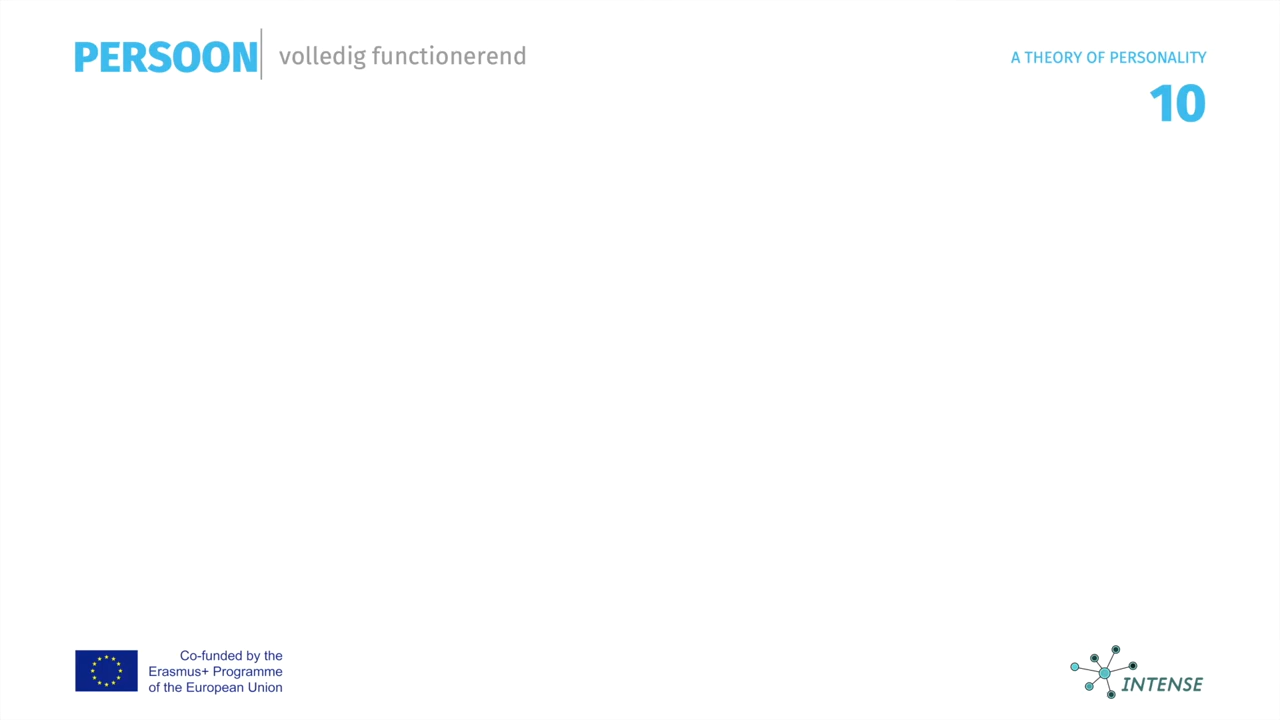 PERSOON volledig functionerend
A THEORY OF PERSONALITY
10
Co-funded by the
Erasmus+ Programme
of the European Union
INTENSE